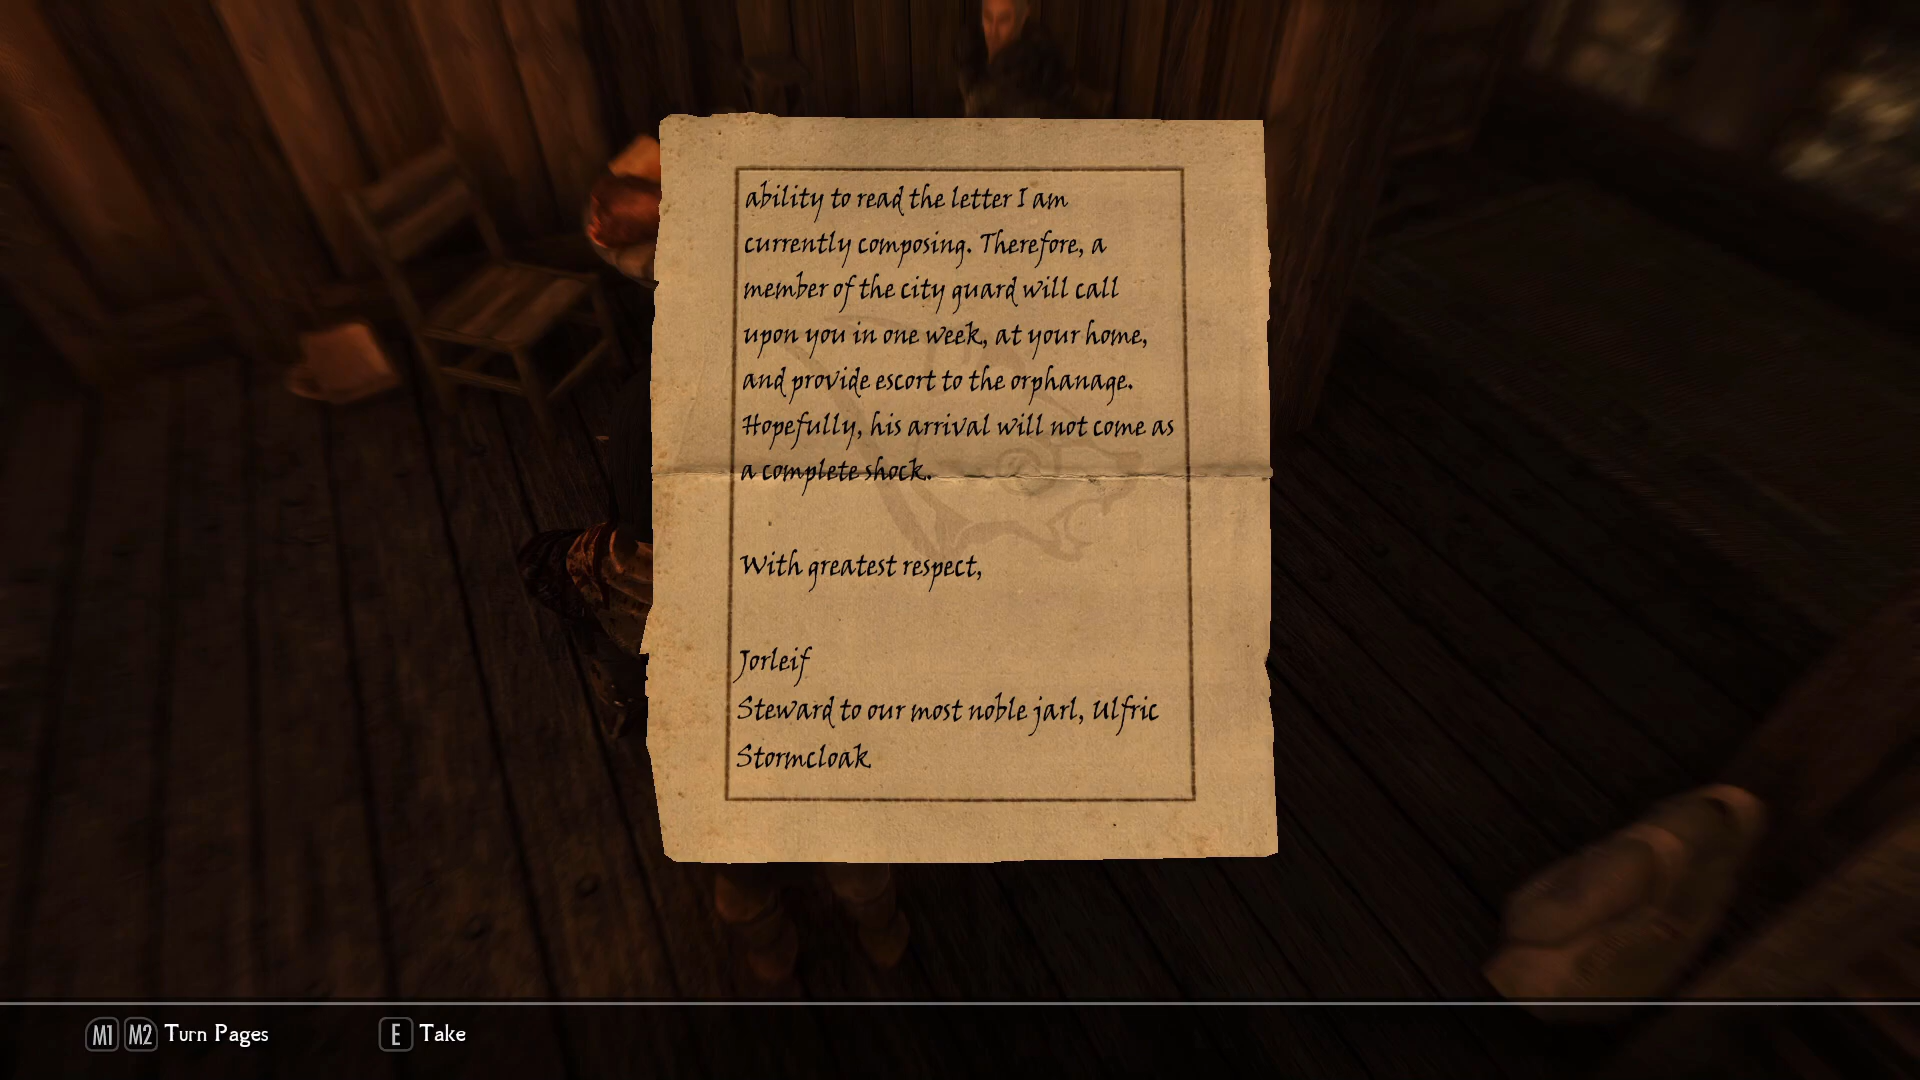 ability to read the letter I am
currently composing. Therefore, a
member of the city guard will call
upon you in one week, at your home,
and provide escort to the orphanage.
Hopefully, his arrival will not come as
a complete shock.
With greatest respect,
Jorleif
Steward to our most noble jarl, Ulfric
Stormcloak
M1 M2 Turn Pages E Take